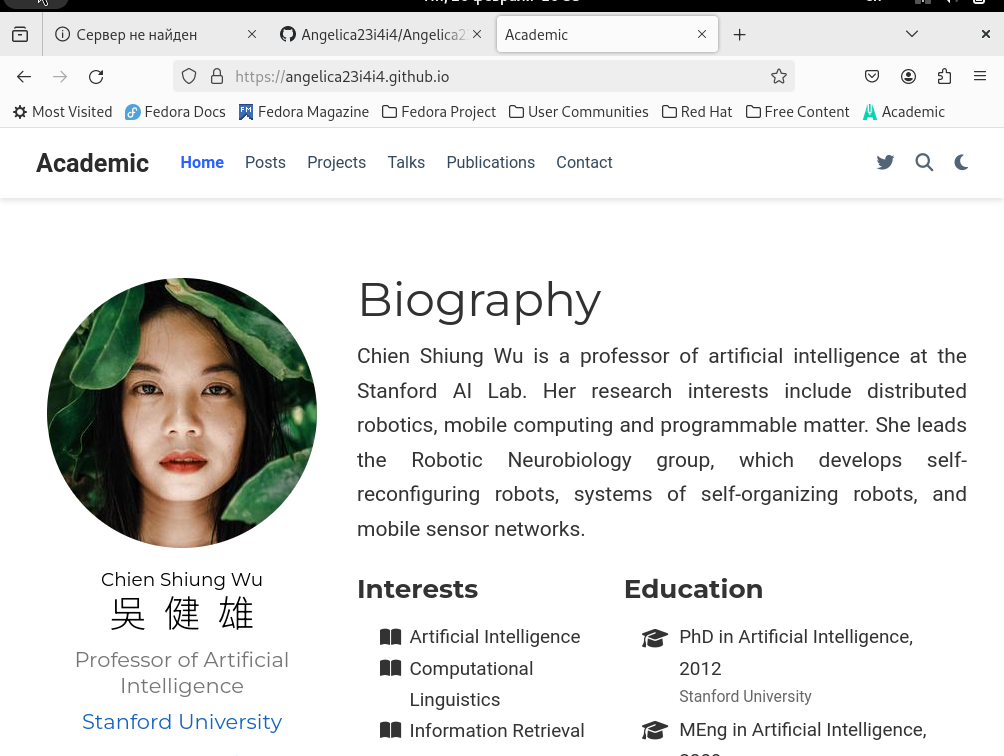 Сервер не найден
Angelica23i4i4/Angelica2
Academic
https://angelica23i4i4.github.io
Most Visited Fedora Docs Fedora Magazine Fedora Project User Communities Red Hat Free Content Academic
Academic Home Posts Projects Talks Publications Contact
Biography
Chien Shiung Wu is a professor of artificial intelligence at the
Stanford AI Lab. Her research interests include distributed
robotics, mobile computing and programmable matter. She leads
the Robotic Neurobiology group, which develops self-
reconfiguring robots, systems of self-organizing robots, and
mobile sensor networks.
Chien Shiung Wu
吳健雄
Professor of Artificial
Intelligence
Stanford University
Interests
Artificial Intelligence
Computational
Linguistics
Information Retrieval
Education
PhD in Artificial Intelligence,
2012
Stanford University
MEng in Artificial Intelligence,